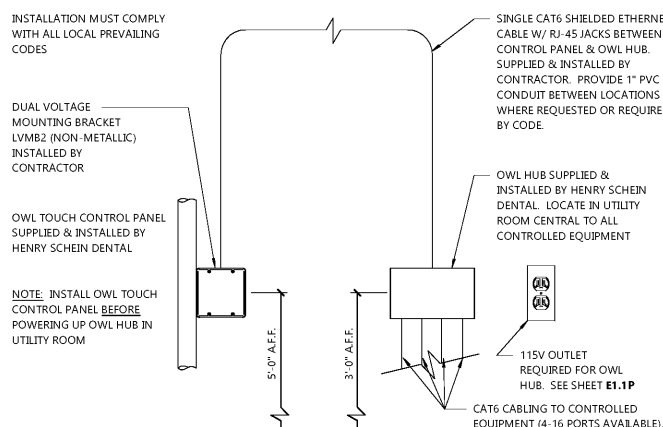 INSTALLATION MUST COMPLY
WITH ALL LOCAL PREVAILING
CODES
DUAL VOLTAGE
MOUNTING BRACKET
LVMB2 (NON-METALLIC)
INSTALLED BY
CONTRACTOR
OWL TOUCH CONTROL PANEL
SUPPLIED & INSTALLED BY
HENRY SCHEIN DENTAL
NOTE: INSTALL OWL TOUCH
CONTROL PANEL BEFORE
POWERING UP OWL HUB IN
UTILITY ROOM
5'-0" A.F.F.
3'-0" A.F.F.
SINGLE CAT6 SHIELDED ETHERNE
CABLE W/ RJ-45 JACKS BETWEEN
CONTROL PANEL & OWL HUB.
SUPPLIED & INSTALLED BY
CONTRACTOR. PROVIDE 1" PVC
CONDUIT BETWEEN LOCATIONS
WHERE REQUESTED OR REQUIRE
BY CODE.
OWL HUB SUPPLIED &
INSTALLED BY HENRY SCHEIN
DENTAL. LOCATE IN UTILITY
ROOM CENTRAL TO ALL
CONTROLLED EQUIPMENT
115V OUTLET
REQUIRED FOR OWL
HUB. SEE SHEET E1.1P
CAT6 CABLING TO CONTROLLED
EQUIPMENT (4-16 PORTS AVAILABLE).